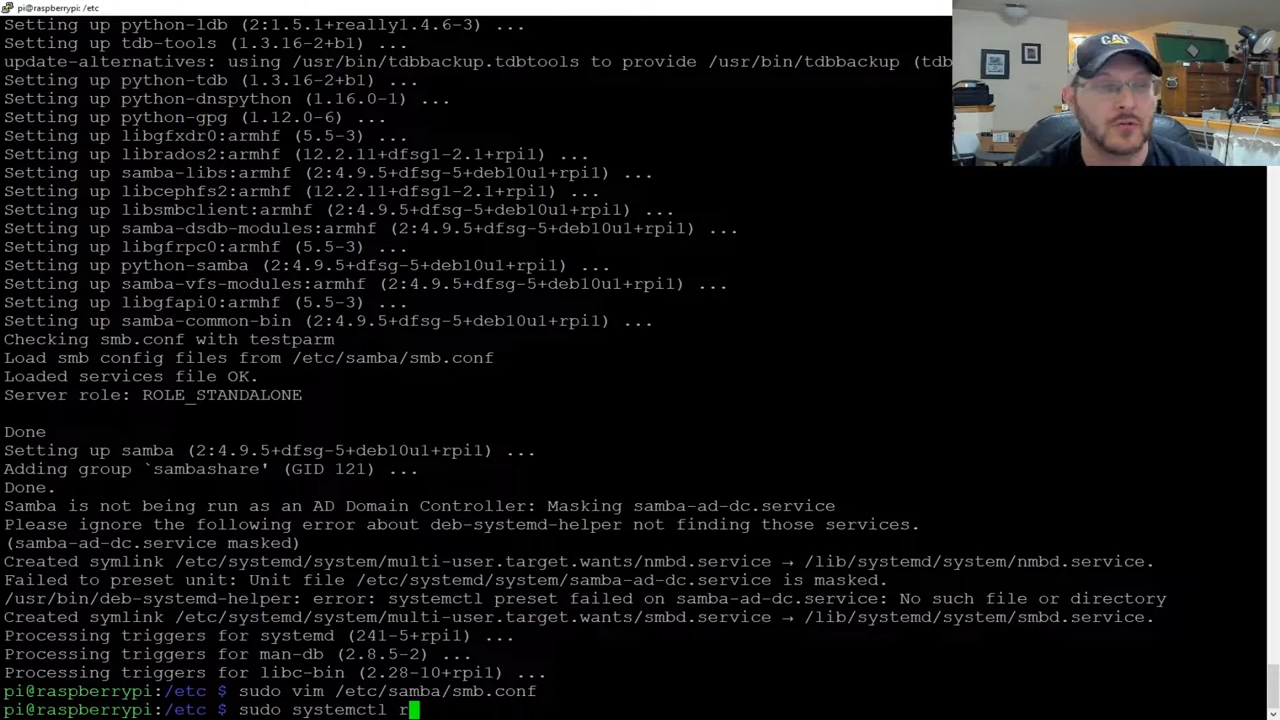 pi@raspberrypi: /etc
Setting up python-ldb (2:1.5.1+really1.4.6-3) ...
Setting up tdb-tools (1.3.16-2+b1) ...
update-alternatives: using /usr/bin/tdbbackup.tdbtools to provide /usr/bin/tdbbackup (tdb
Setting up python-tdb (1.3.16-2+b1) ...
Setting up python-dnspython (1.16.0-1) ...
Setting up python-gpg (1.12.0-6) ...
Setting up libgfxdr0:armhf (5.5-3) ...
Setting up librados2:armhf (12.2.11+dfsg1-2.1+rpi1) ...
Setting up samba-libs:armhf (2:4.9.5+dfsg-5+deb10u1+rpi1) ...
Setting up libcephfs2:armhf (12.2.11+dfsg1-2.1+rpi1) ...
Setting up libsmbclient:armhf (2:4.9.5+dfsg-5+deb10u1+rpi1) ...
Setting up samba-dsdb-modules:armhf (2:4.9.5+dfsg-5+deb10u1+rpi1) ...
Setting up libgfrpc0:armhf (5.5-3) ...
Setting up python-samba (2:4.9.5+dfsg-5+deb10u1+rpi1) ...
Setting up samba-vfs-modules:armhf (2:4.9.5+dfsg-5+deb10u1+rpi1) ...
Setting up libgfapi0:armhf (5.5-3) ...
Setting up samba-common-bin (2:4.9.5+dfsg-5+deb10u1+rpi1) ...
Checking smb.conf with testparm
Load smb config files from /etc/samba/smb.conf
Loaded services file OK.
Server role: ROLE_STANDALONE
Done
Setting up samba (2:4.9.5+dfsg-5+deb10u1+rpi1) ...
Adding group `sambashare' (GID 121) ...
Done.
Samba is not being run as an AD Domain Controller: Masking samba-ad-dc.service
Please ignore the following error about deb-systemd-helper not finding those services.
(samba-ad-dc.service masked)
Created symlink /etc/systemd/system/multi-user.target.wants/nmbd.service → /lib/systemd/system/nmbd.service.
Failed to preset unit: Unit file /etc/systemd/system/samba-ad-dc.service is masked.
/usr/bin/deb-systemd-helper: error: systemctl preset failed on samba-ad-dc.service: No such file or directory
Created symlink /etc/systemd/system/multi-user.target.wants/smbd.service → /lib/systemd/system/smbd.service.
Processing triggers for systemd (241-5+rpi1) ...
Processing triggers for man-db (2.8.5-2) ...
Processing triggers for libc-bin (2.28-10+rpi1) ...
pi@raspberrypi:/etc $ sudo vim /etc/samba/smb.conf
pi@raspberrypi:/etc $ sudo systemctl r
CAT